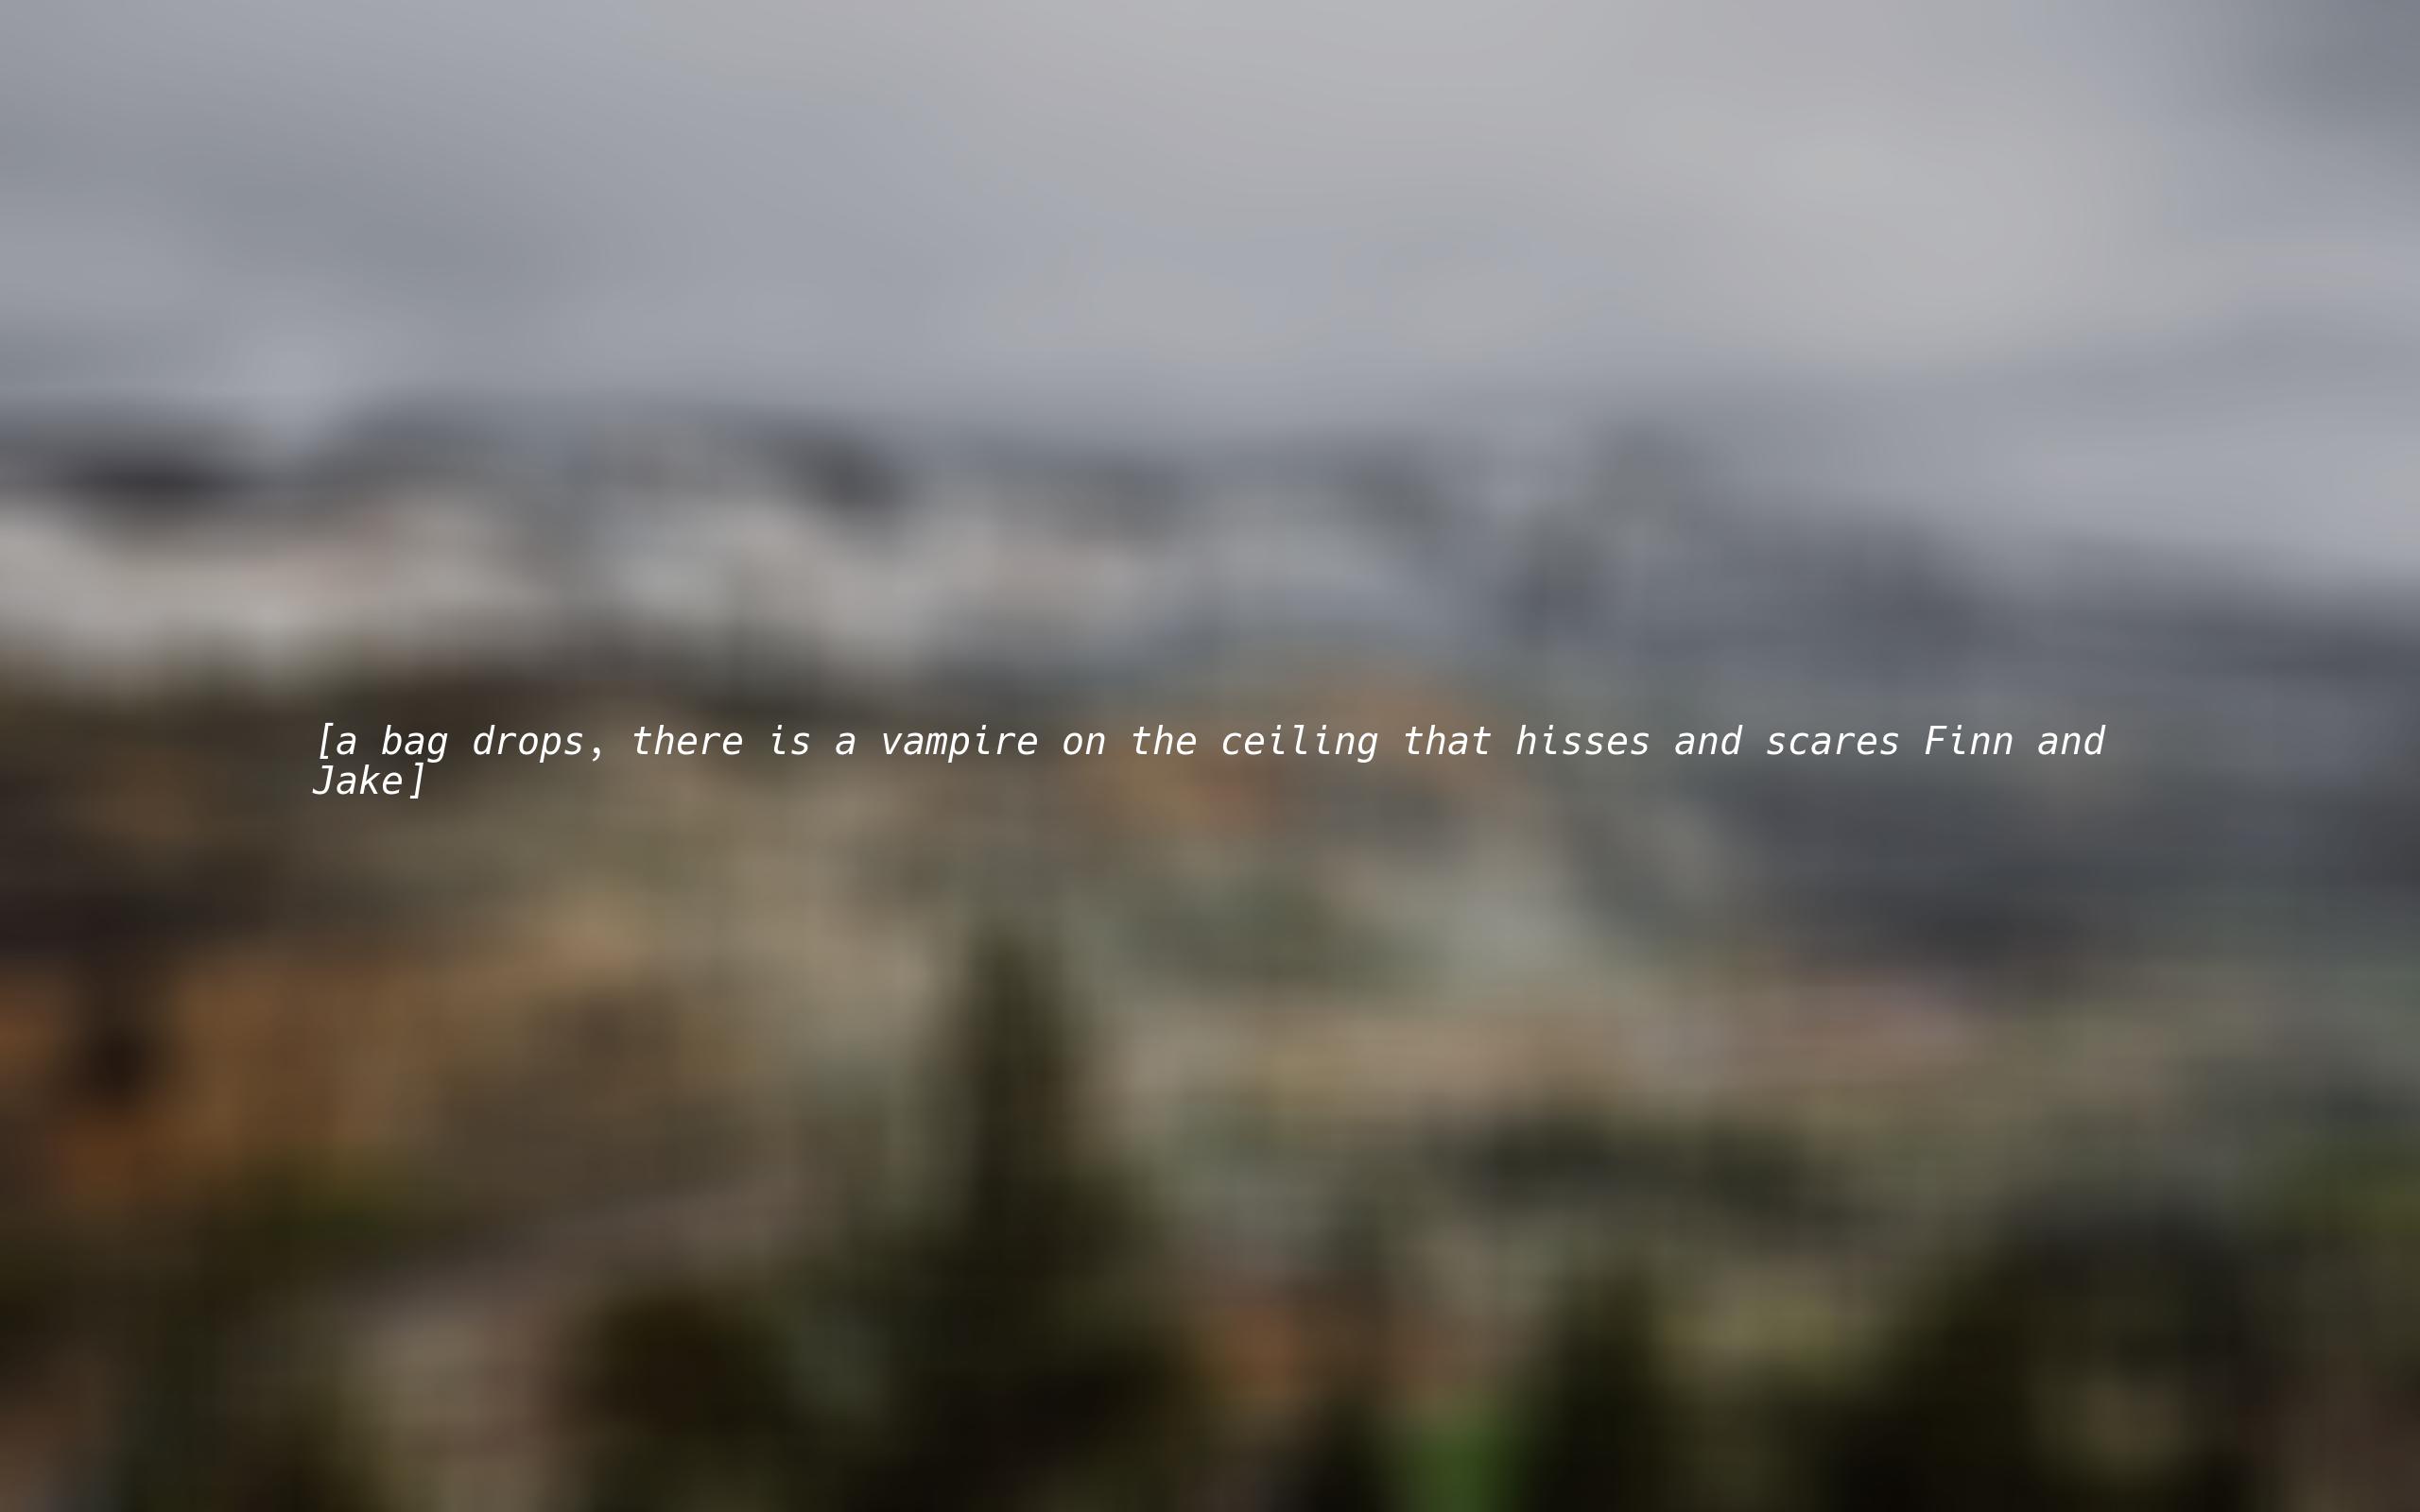 [a bag drops, there is a vampire on the ceiling that hisses and scares Finn and
Jake]